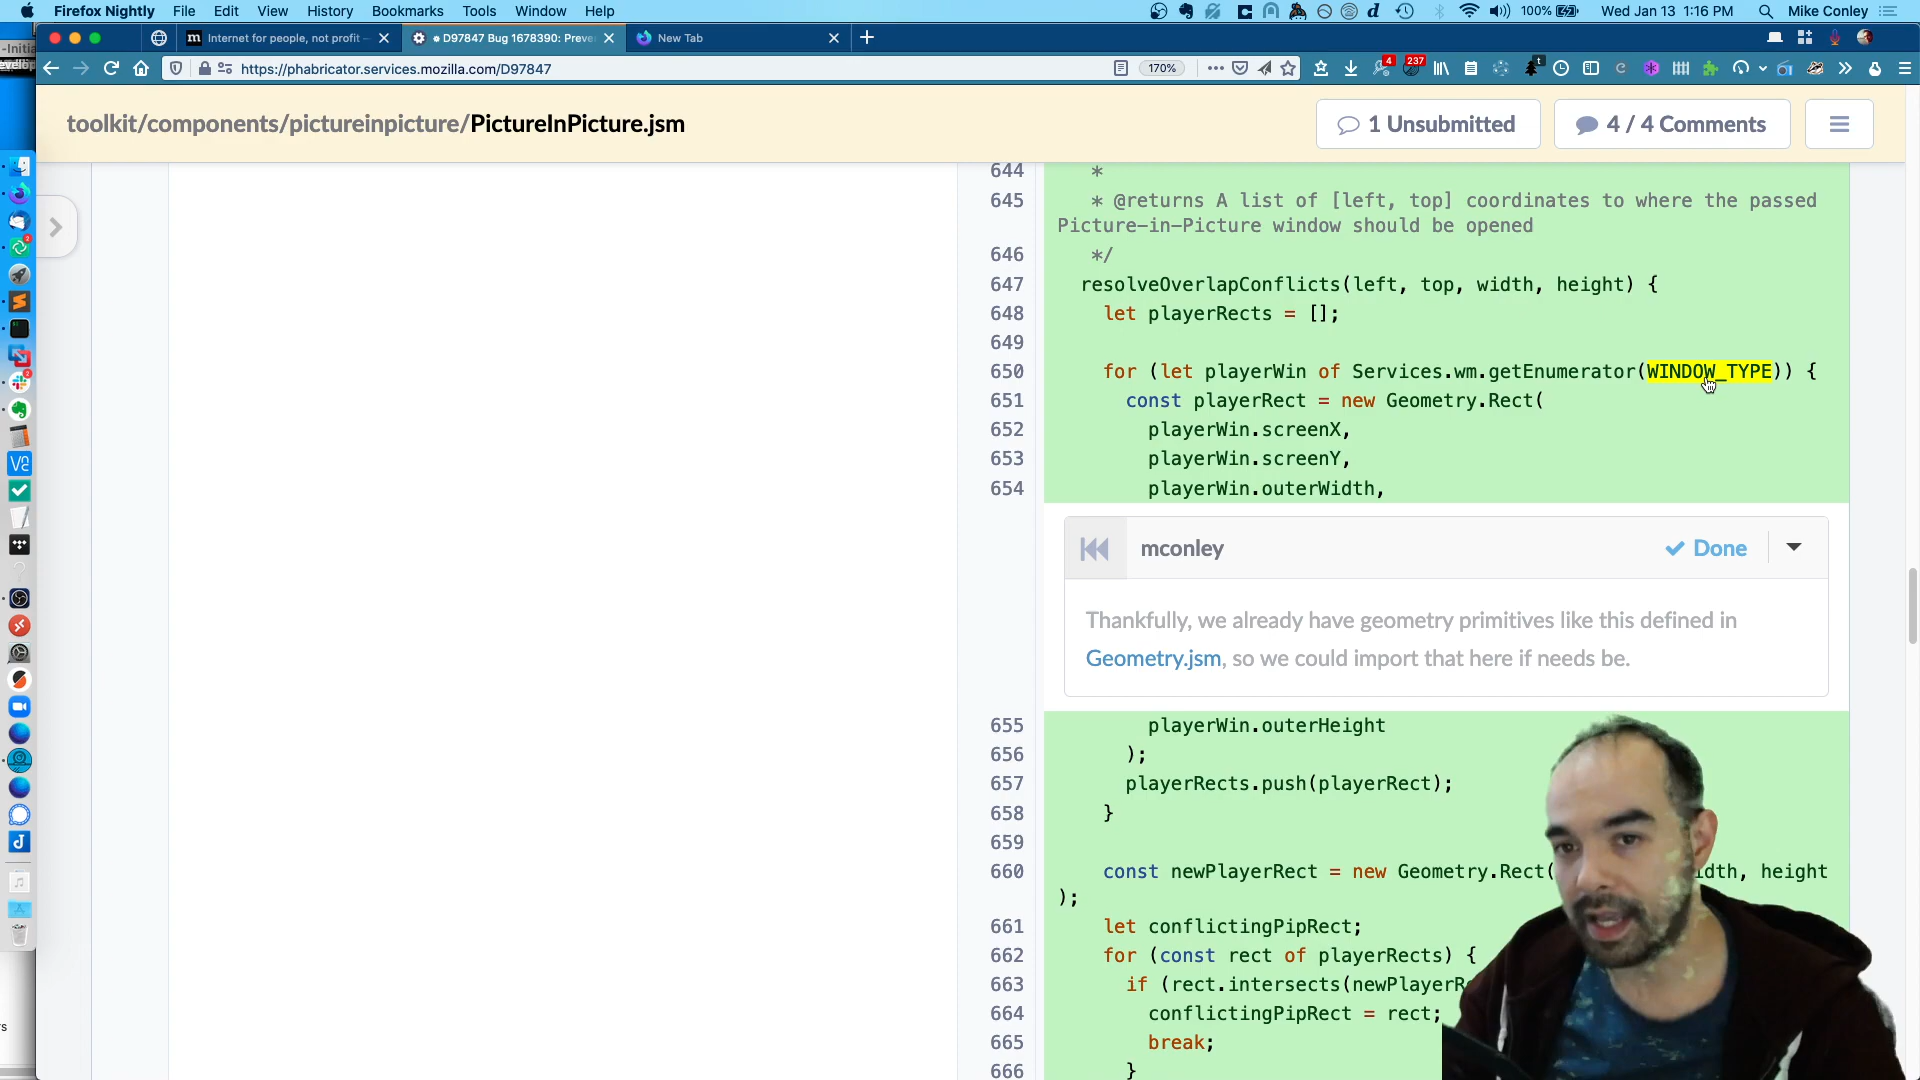 Firefox Nightly File Edit View History Bookmarks Tools Window Help 100% Wed Jan 13 1:16 PM Mike Conley
Internet for people, not profit – D97847 Bug 1678390: Preve New Tab
https://phabricator.services.mozilla.com/D97847 170% 4 237
toolkit/components/pictureinpicture/PictureInPicture.jsm 1 Unsubmitted 4 / 4 Comments
644 *
645 * @returns A list of [left, top] coordinates to where the passed
Picture-in-Picture window should be opened
646 */
647 resolveOverlapConflicts(left, top, width, height) {
648 let playerRects = [];
649
650 for (let playerWin of Services.wm.getEnumerator(WINDOW_TYPE)) {
651 const playerRect = new Geometry.Rect(
652 playerWin.screenX,
653 playerWin.screenY,
654 playerWin.outerWidth,
mconley Done
Thankfully, we already have geometry primitives like this defined in
Geometry.jsm, so we could import that here if needs be.
655 playerWin.outerHeight
656 );
657 playerRects.push(playerRect);
658 }
659
660 const newPlayerRect = new Geometry.Rect( idth, height
);
661 let conflictingPipRect;
662 for (const rect of playerRects) {
663 if (rect.intersects(newPlayerR
664 conflictingPipRect = rect;
665 break;
666 }